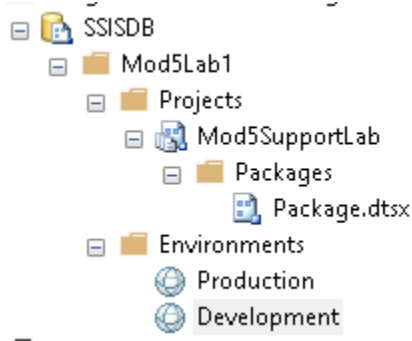 SSISDB
Mod5Lab1
Projects
Mod5SupportLab
Packages
Package.dtsx
Environments
Production
Development